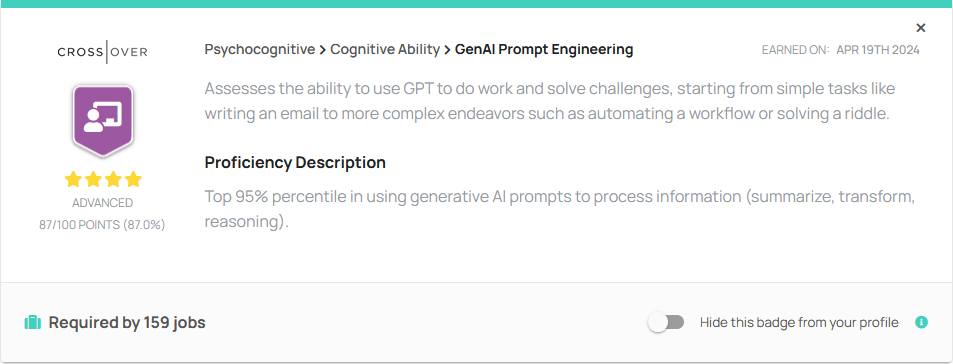 CROSSOVER
Psychocognitive > Cognitive Ability > GenAI Prompt Engineering
EARNED ON: APR 19TH 2024
Assesses the ability to use GPT to do work and solve challenges, starting from simple tasks like
writing an email to more complex endeavors such as automating a workflow or solving a riddle.
Proficiency Description
Top 95% percentile in using generative AI prompts to process information (summarize, transform,
reasoning).
ADVANCED
87/100 POINTS (87.0%)
Required by 159 jobs
Hide this badge from your profile